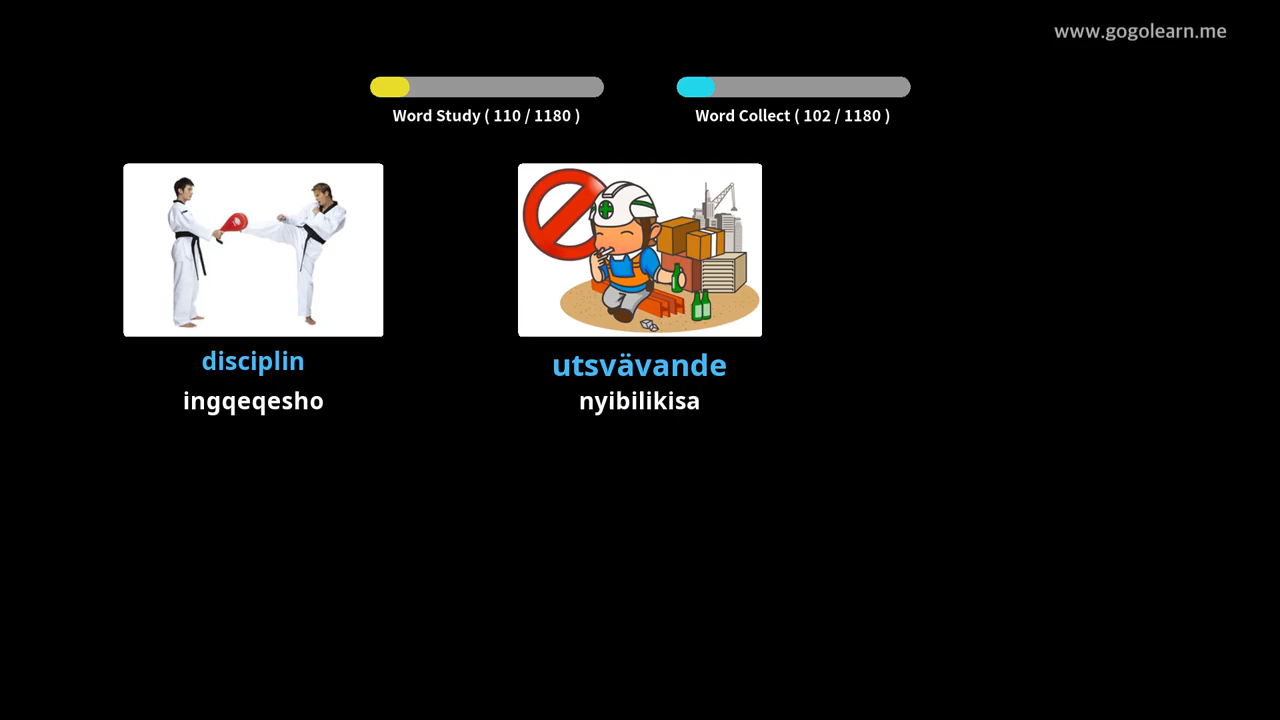 www.gogolearn.me
Word Study ( 110 / 1180 )
Word Collect ( 102 / 1180 )
disciplin
ingqeqesho
utsvävande
nyibilikisa